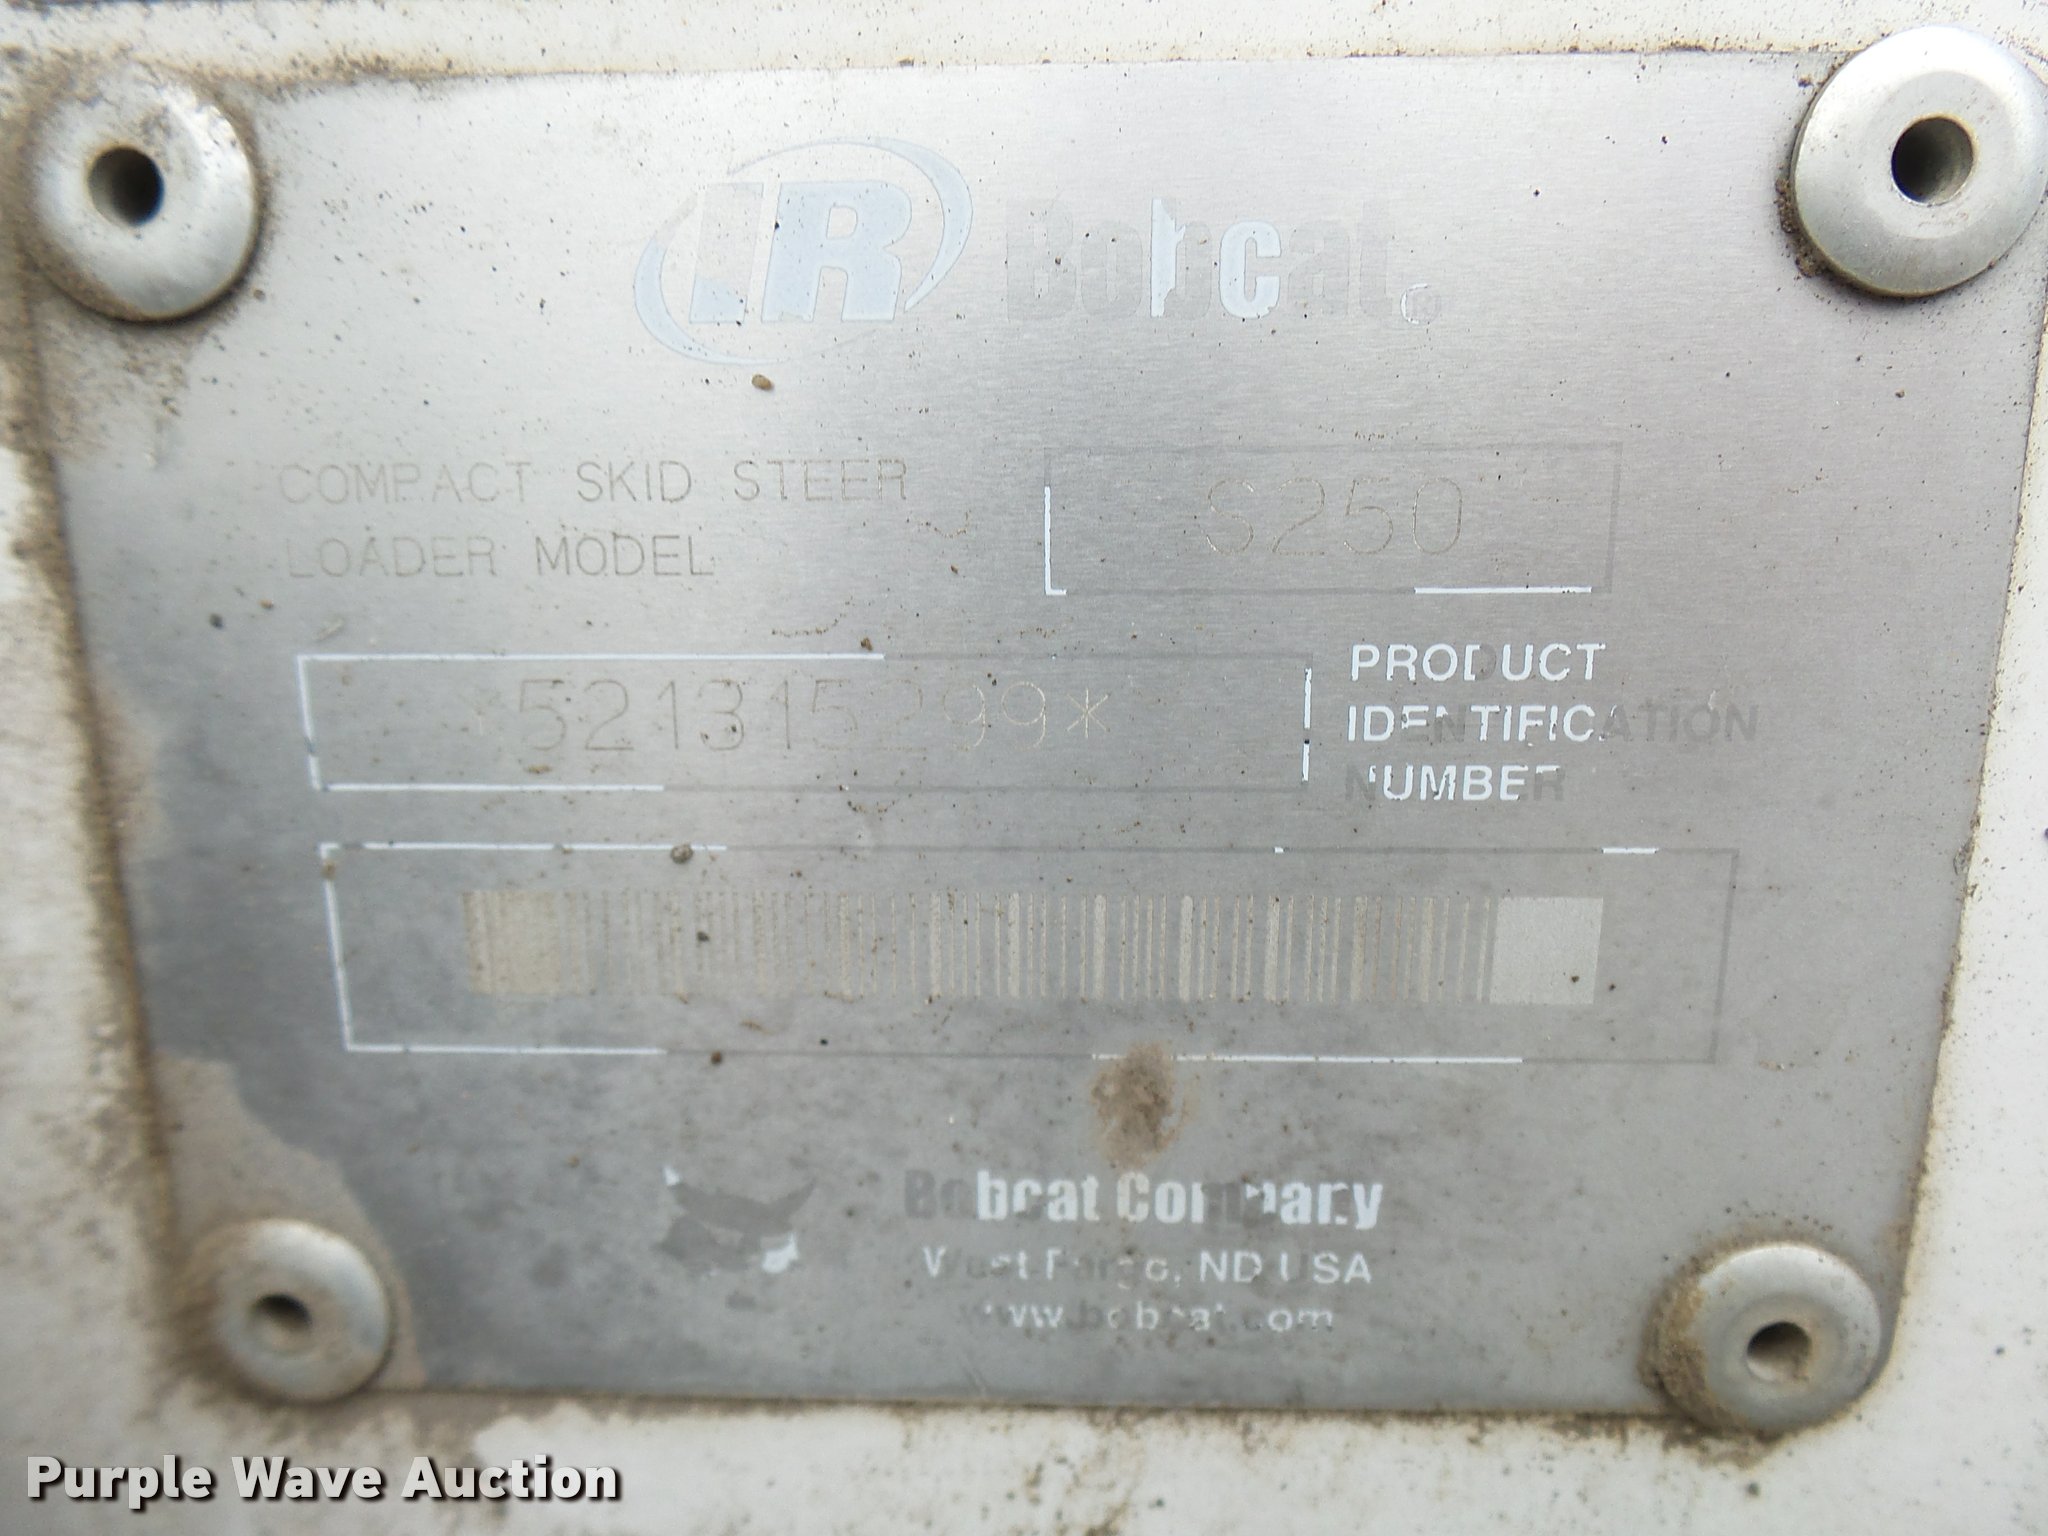 IR Bobcat®
COMPACT SKID STEER
LOADER MODEL
S250
*521315299*
PRODUCT
IDENTIFICATION
NUMBER
Bobcat Company
West Fargo, ND USA
www.bobcat.com
Purple Wave Auction